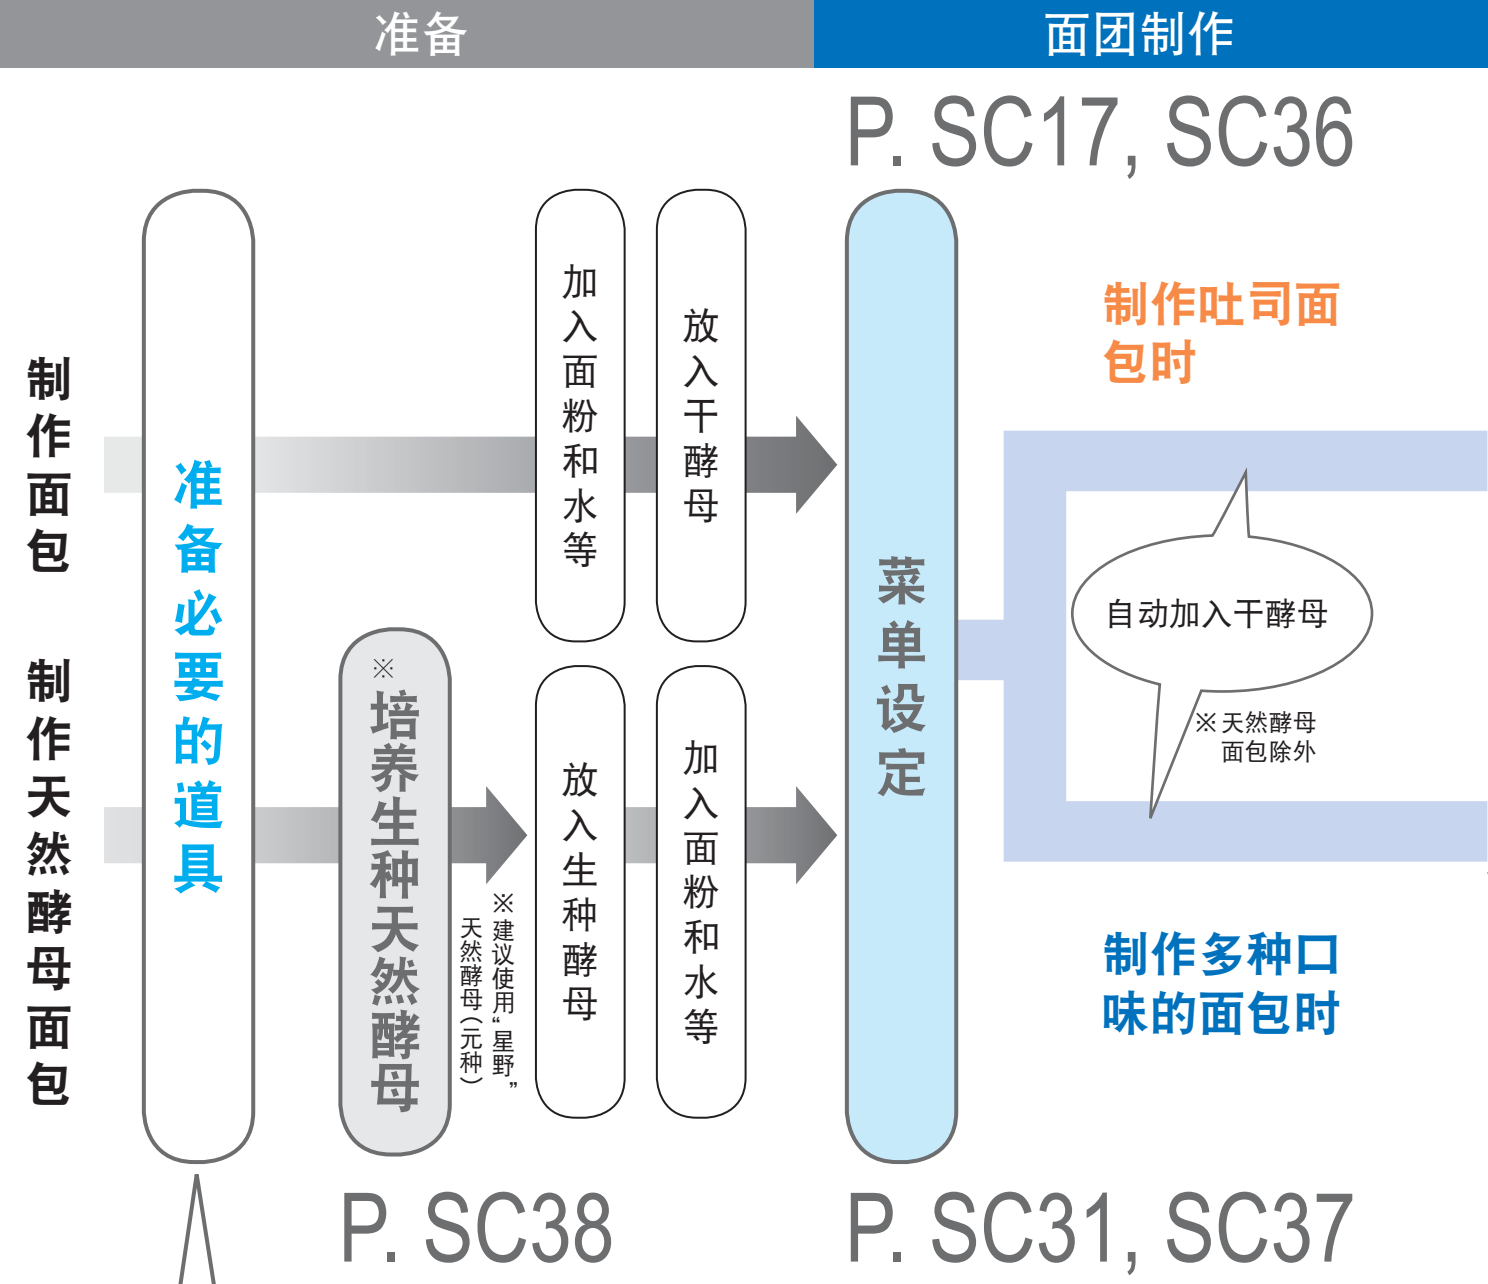 准备
面团制作
P. SC17, SC36
制作面包
准备必要的道具
加入面粉和水等
放入干酵母
菜单设定
制作吐司面
包时
自动加入干酵母
※天然酵母
面包除外
制作天然酵母面包
※
培养生种天然酵母
※建议使用“星野”
天然酵母(元种)
放入生种酵母
加入面粉和水等
制作多种口
味的面包时
P. SC38
P. SC31, SC37